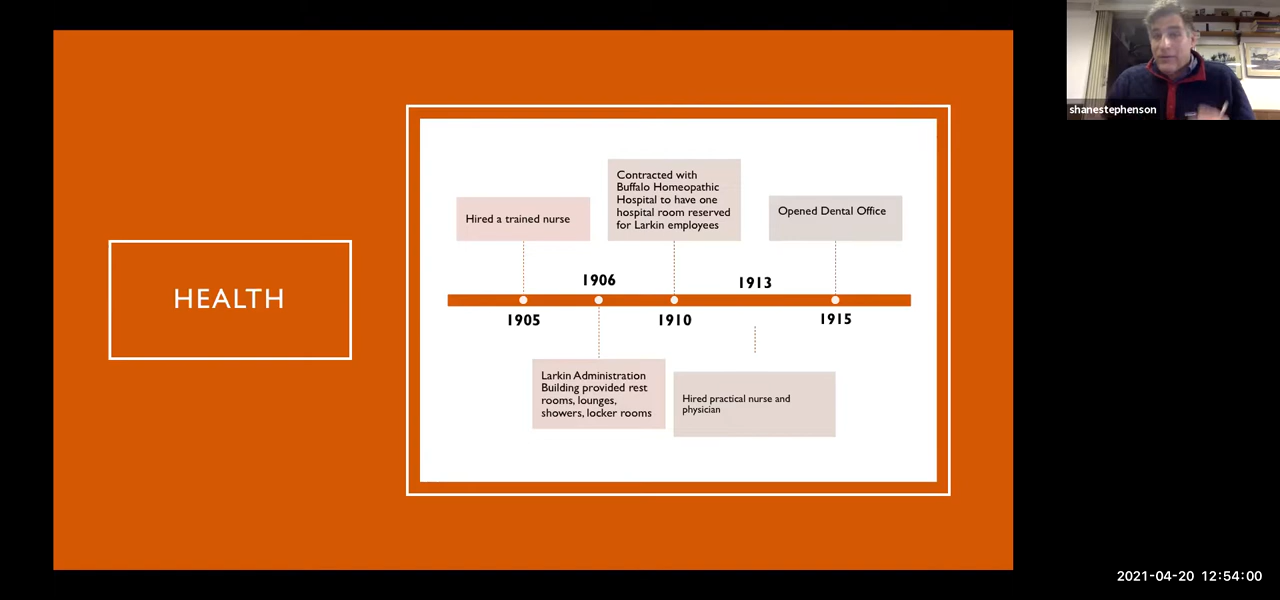 HEALTH
Hired a trained nurse
Contracted with
Buffalo Homeopathic
Hospital to have one
hospital room reserved
for Larkin employees
Opened Dental Office
1906
1913
1905
1910
1915
Larkin Administration
Building provided rest
rooms, lounges,
showers, locker rooms
Hired practical nurse and
physician
shanestephenson
2021-04-20 12:54:00